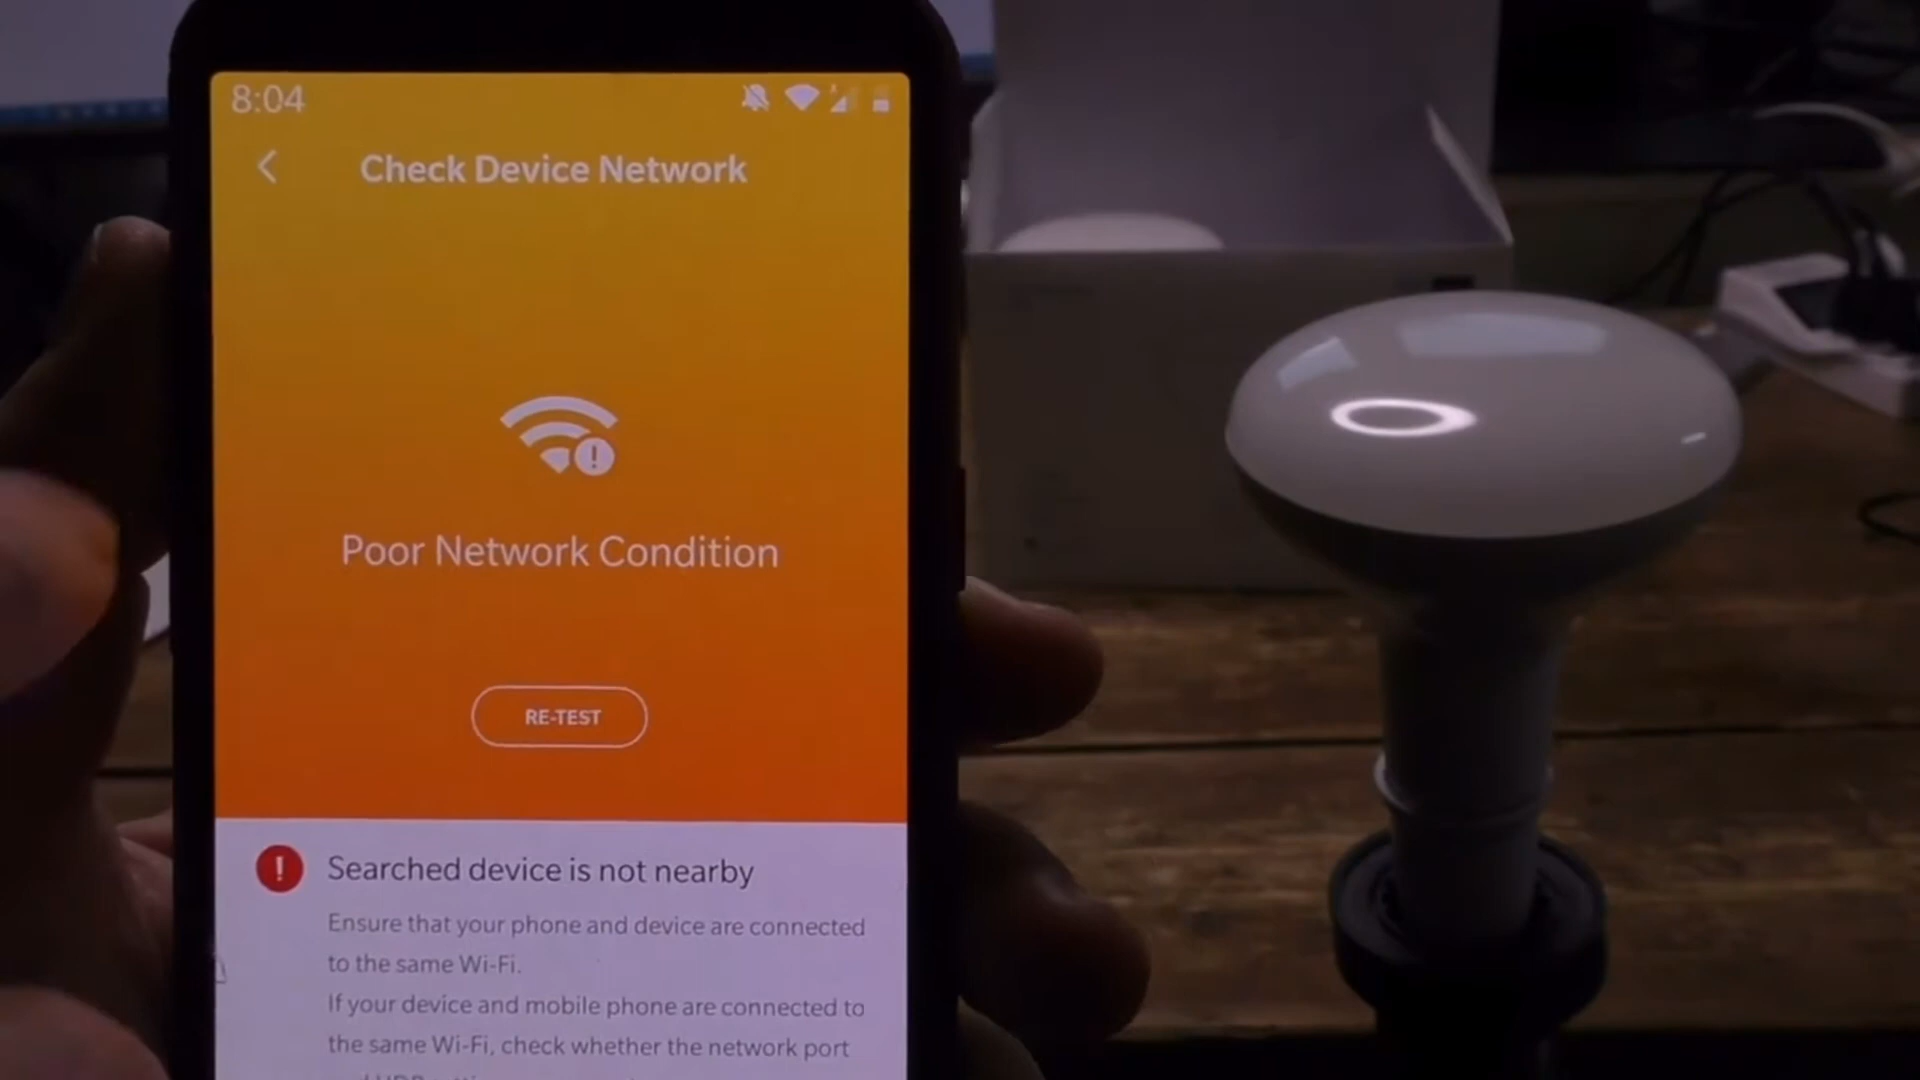 8:04
Check Device Network
Poor Network Condition
RE-TEST
Searched device is not nearby
Ensure that your phone and device are connected
to the same Wi-Fi.
If your device and mobile phone are connected to
the same Wi-Fi, check whether the network port